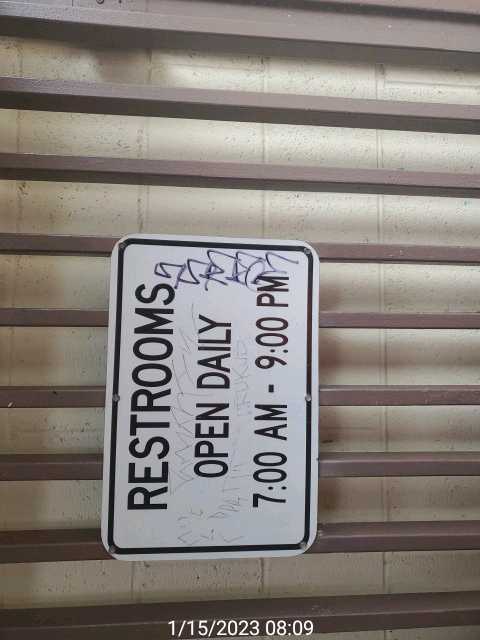 RESTROOMS
OPEN DAILY
7:00 AM - 9:00 PM
1/15/2023 08:09